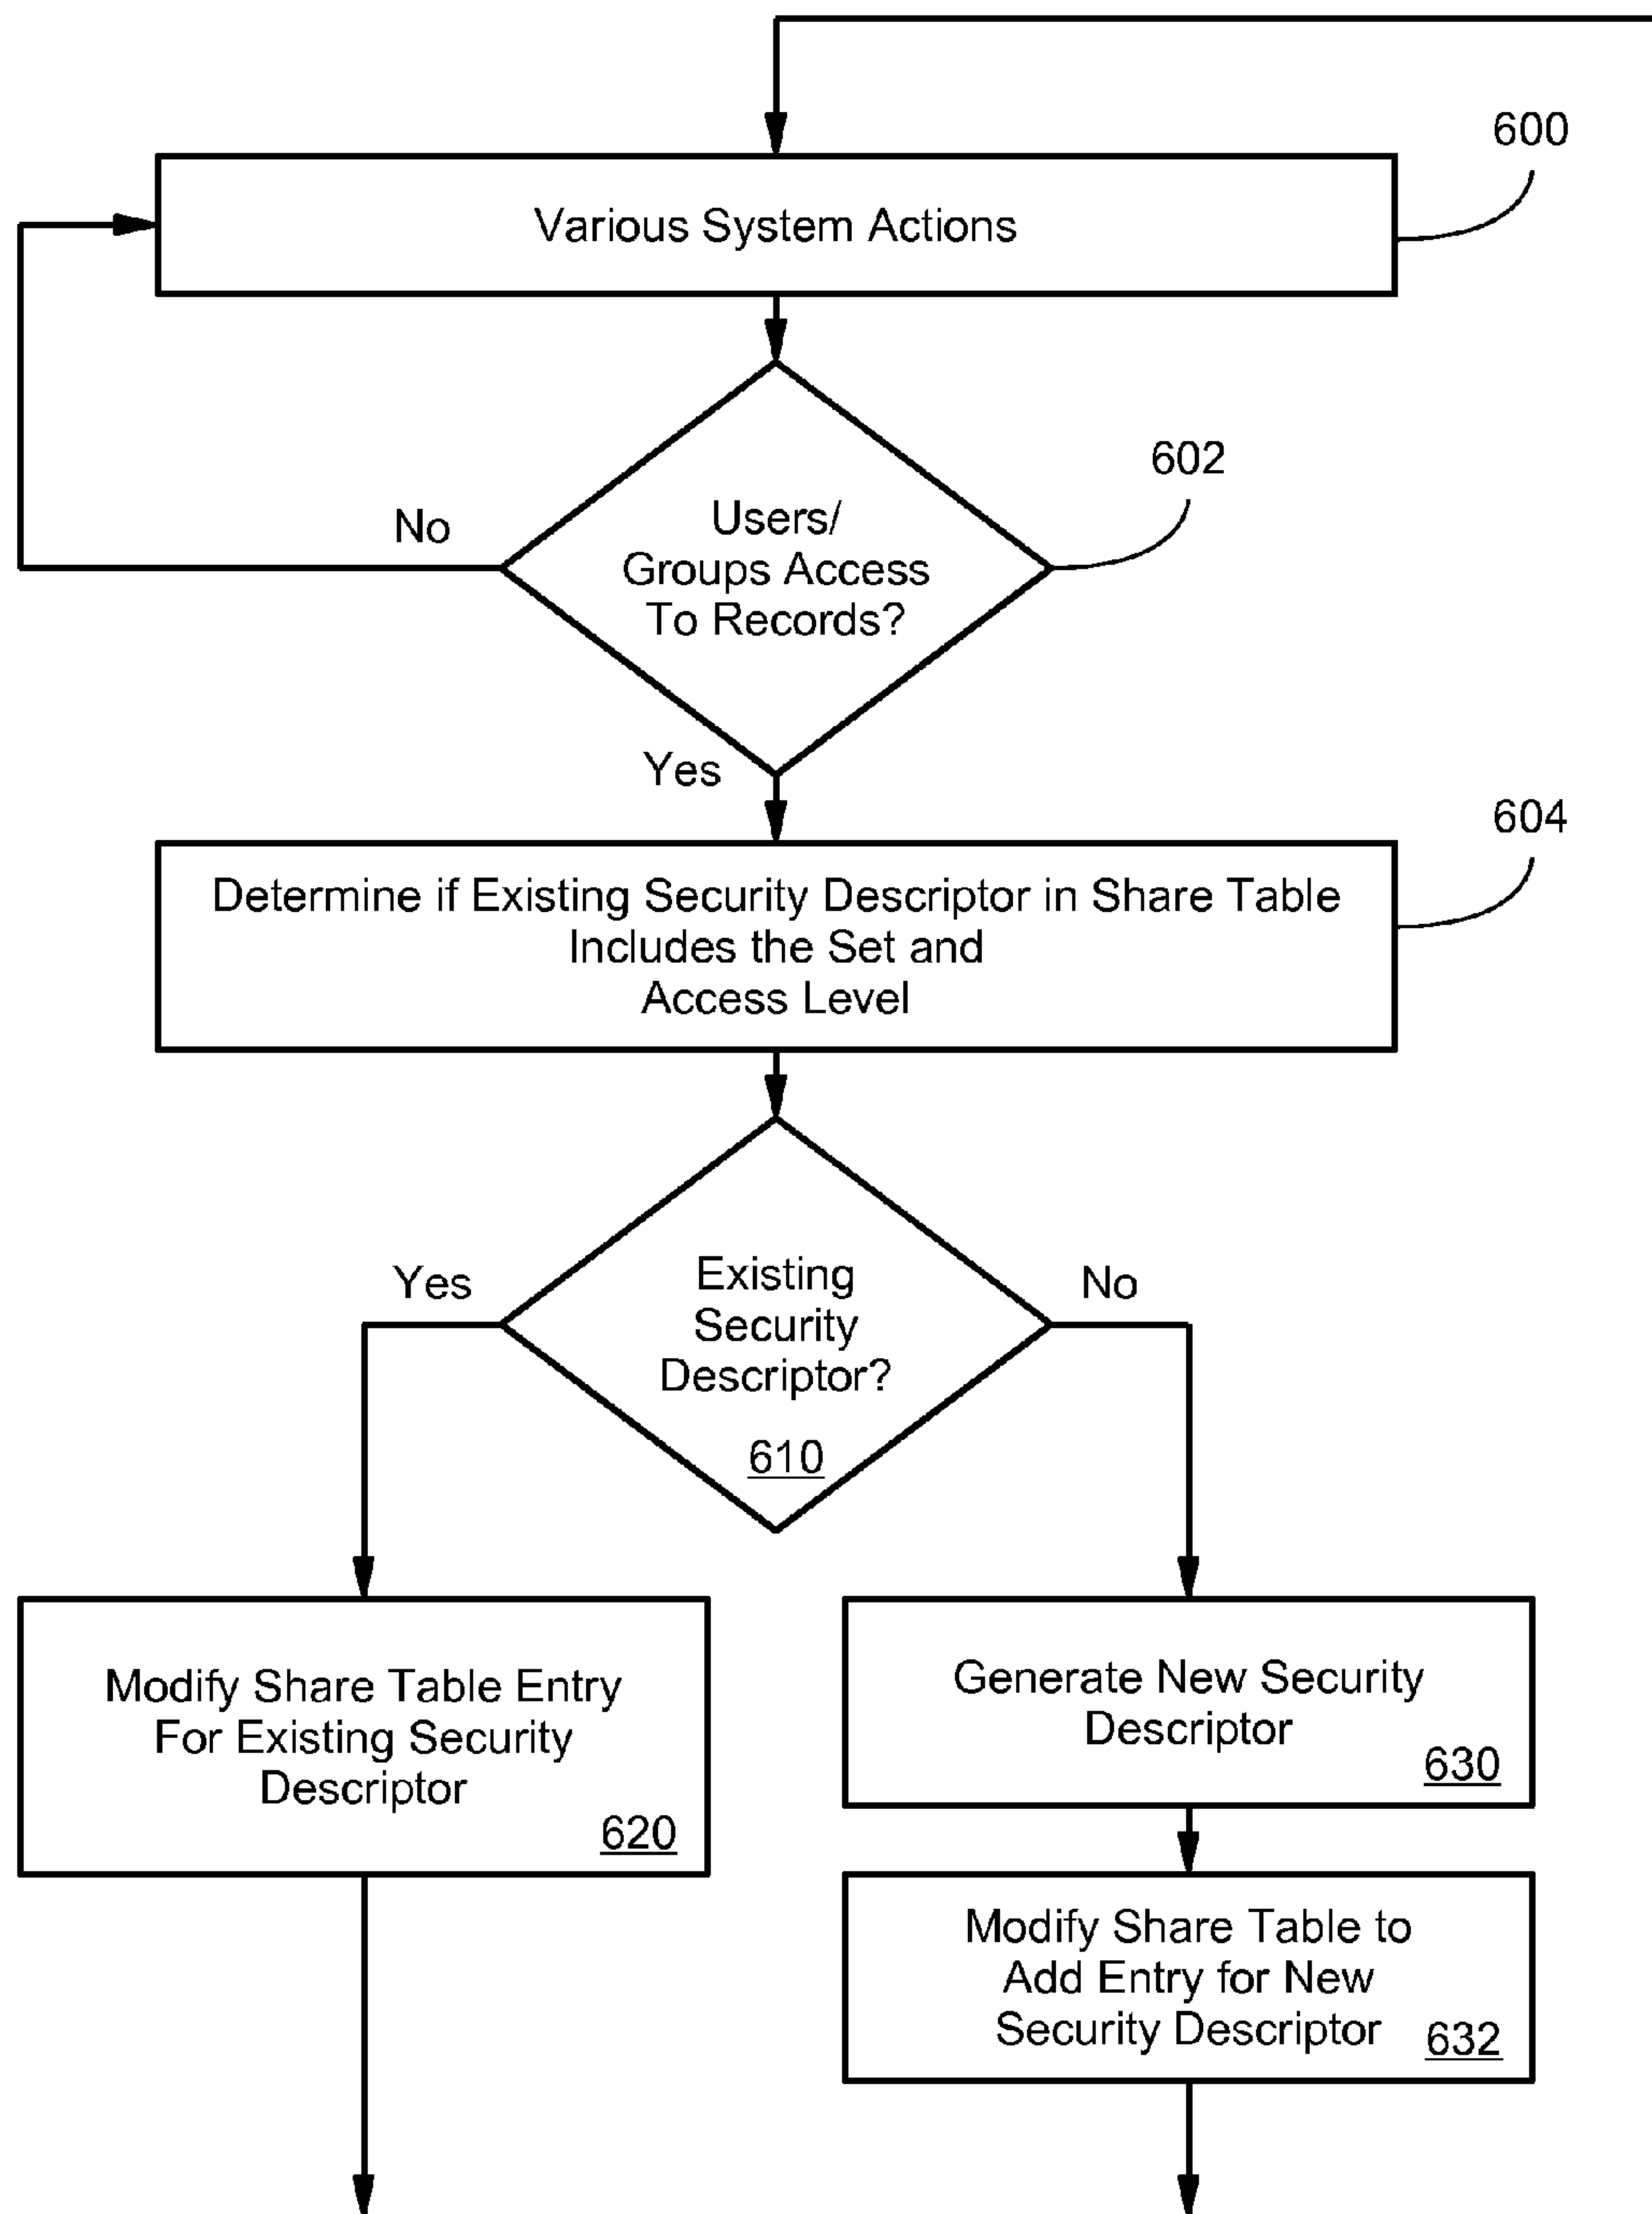 600
Various System Actions
602
No
Users/
Groups Access
To Records?
Yes
604
Determine if Existing Security Descriptor in Share Table
Includes the Set and
Access Level
Yes
No
Existing
Security
Descriptor?
610
Modify Share Table Entry
For Existing Security
Descriptor
620
Generate New Security
Descriptor
630
Modify Share Table to
Add Entry for New
Security Descriptor
632